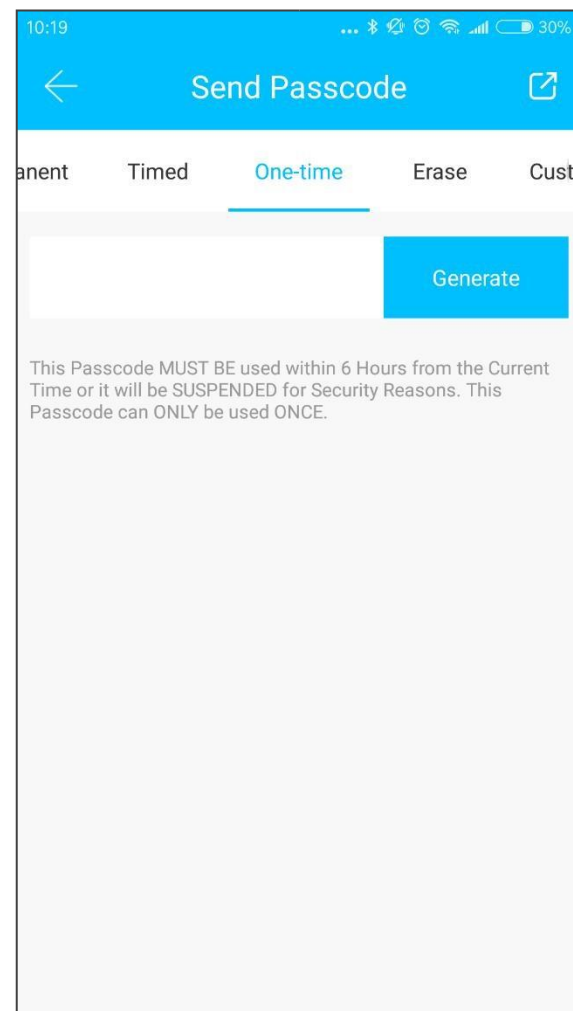 10:19 ... 30%
Send Passcode
anent Timed One-time Erase Cust
Generate
This Passcode MUST BE used within 6 Hours from the Current
Time or it will be SUSPENDED for Security Reasons. This
Passcode can ONLY be used ONCE.